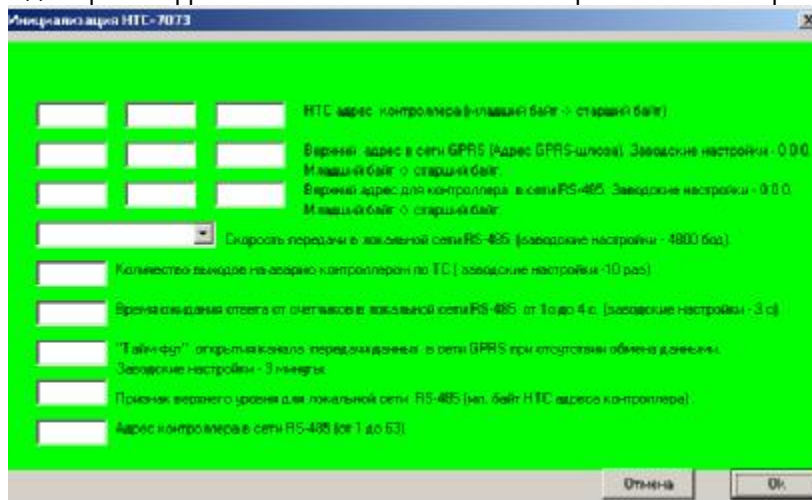 Инициализация НТС-7073
НТС адрес контроллера (младший байт -> старший байт)
Верхний адрес в сети GPRS (Адрес GPRS-шлюза). Заводские настройки - 0.0.0.
Младший байт -> старший байт.
Верхний адрес для контроллера в сети RS-485. Заводские настройки - 0.0.0.
Младший байт -> старший байт
Скорость передачи в локальной сети RS-485 (заводские настройки - 4800 бод).
Количество выходов на аварию контроллером по ТС ( заводские настройки -10 раз)
Время ожидания ответа от счетчиков в локальной сети RS-485 от 1 до 4 с. (заводские настройки - 3 с)
"Тайм-аут" открытия канала передачи данных в сети GPRS при отсутствии обмена данными.
Заводские настройки - 3 минуты.
Признак верхнего уровня для локальной сети RS-485 (мл. байт НТС адреса контроллера)
Адрес контроллера в сети RS-485 (от 1 до 63)
Отмена
Ok